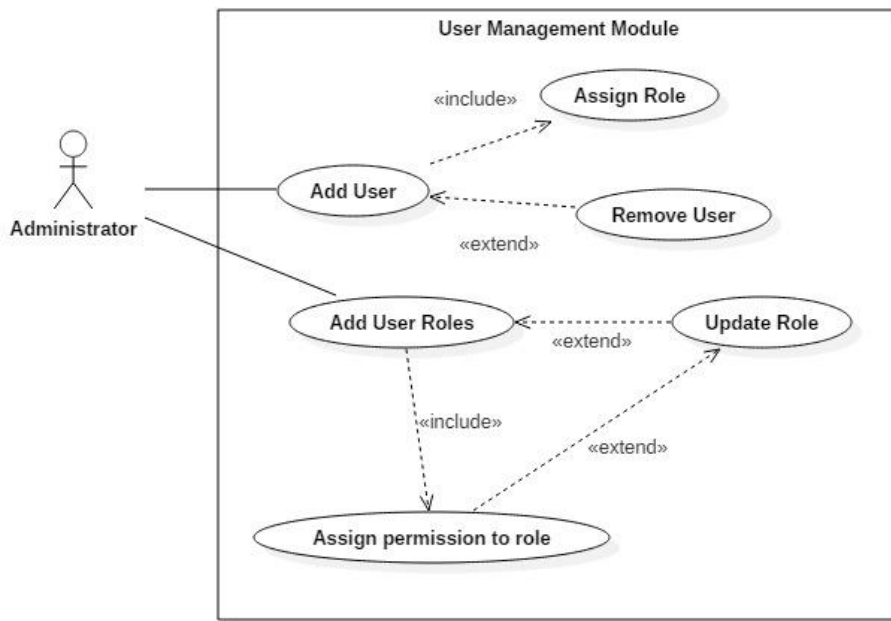 User Management Module
«include»
Assign Role
Add User
Remove User
Administrator
«extend»
Add User Roles
Update Role
«extend»
«include»
«extend»
Assign permission to role